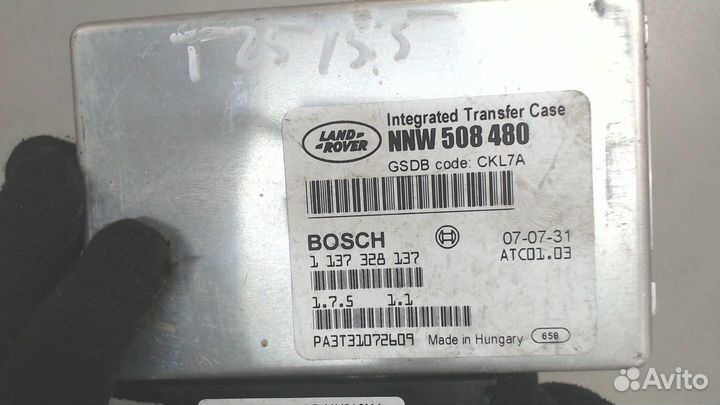 T25155
Integrated Transfer Case
LAND-
ROVER
NNW 508 480
GSDB code: CKL7A
BOSCH
07-07-31
1 137 328 137
ATC01.03
1.7.5 1.1
PA3T31072609
Made in Hungary
658
Avito